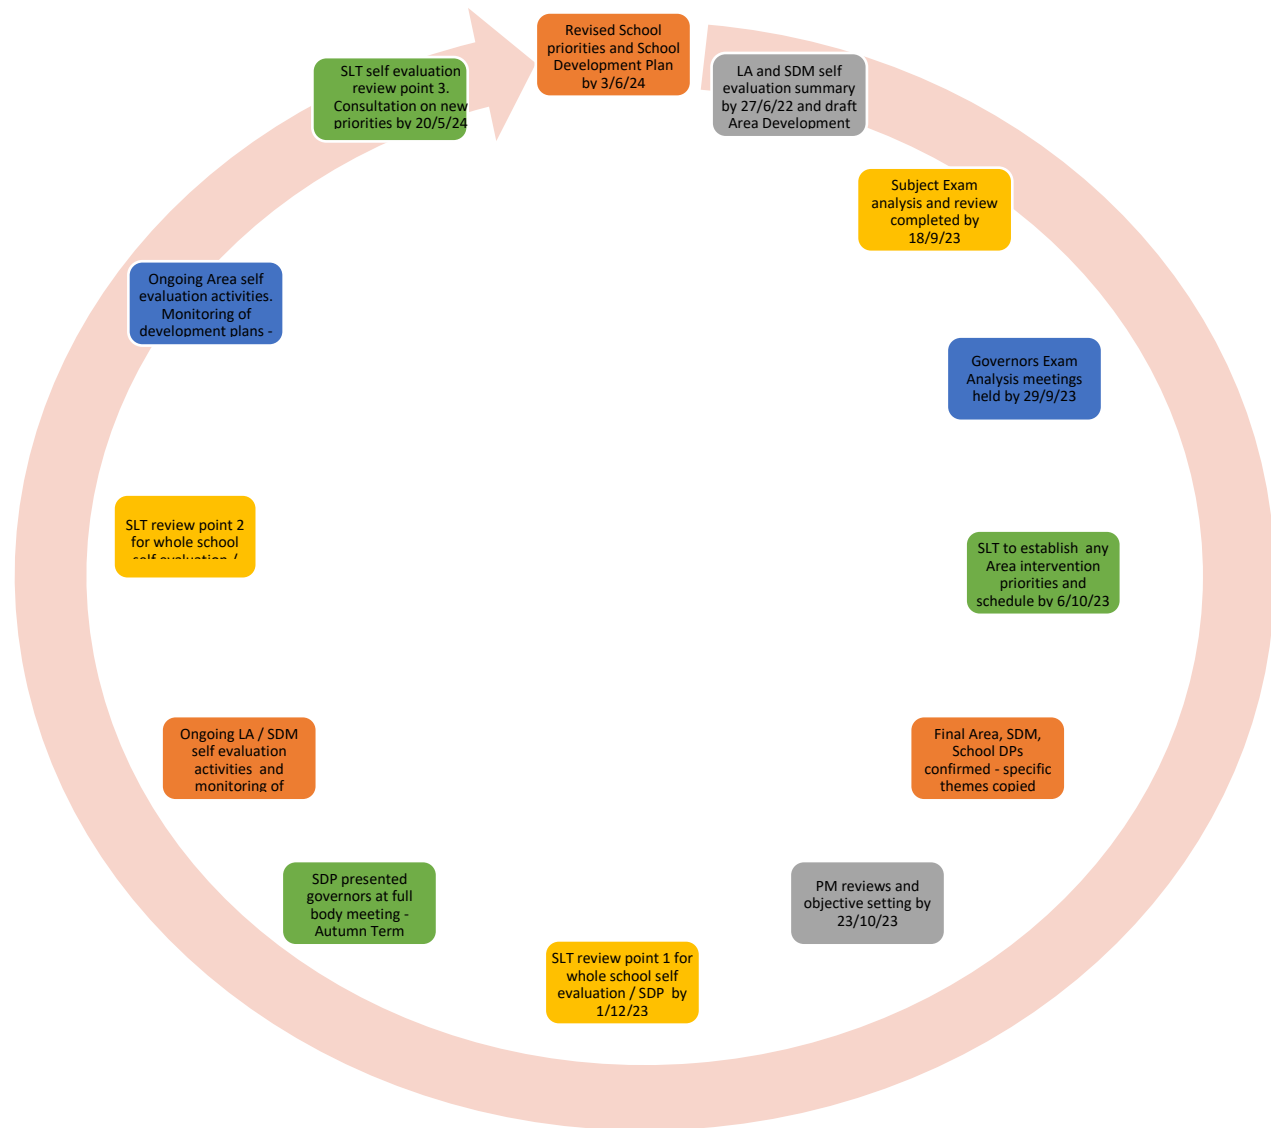 Revised School
priorities and School
Development Plan
by 3/6/24
LA and SDM self
evaluation summary
by 27/6/22 and draft
Area Development
Subject Exam
analysis and review
completed by
18/9/23
Governors Exam
Analysis meetings
held by 29/9/23
SLT to establish any
Area intervention
priorities and
schedule by 6/10/23
Final Area, SDM,
School DPs
confirmed - specific
themes copied
PM reviews and
objective setting by
23/10/23
SLT review point 1 for
whole school self
evaluation / SDP by
1/12/23
SDP presented
governors at full
body meeting -
Autumn Term
Ongoing LA / SDM
self evaluation
activities and
monitoring of
SLT review point 2
for whole school
self evaluation /
Ongoing Area self
evaluation activities.
Monitoring of
development plans -
SLT self evaluation
review point 3.
Consultation on new
priorities by 20/5/24